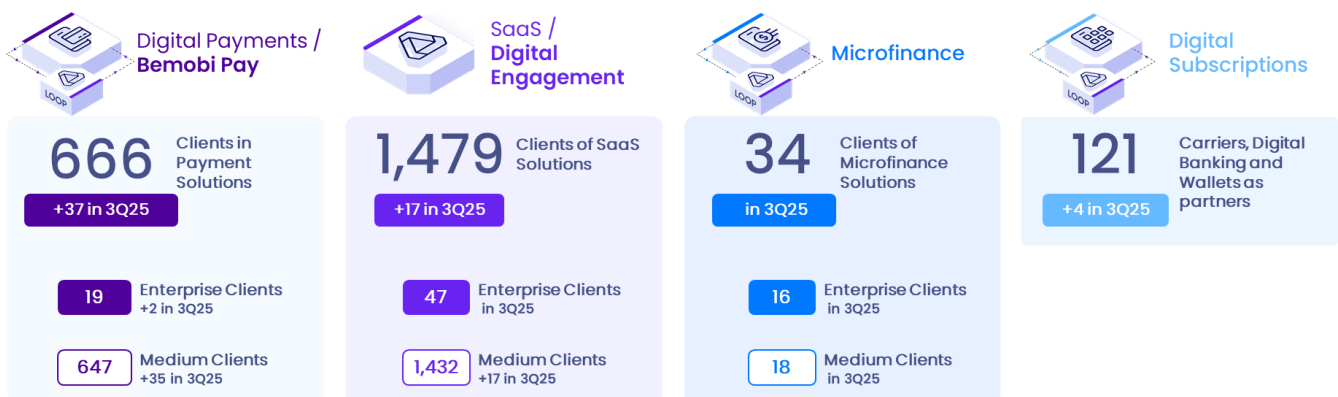 Digital Payments /
Bemobi Pay
LOOP
666
Clients in
Payment
Solutions
+37 in 3Q25
19
Enterprise Clients
+2 in 3Q25
647
Medium Clients
+35 in 3Q25
SaaS /
Digital
Engagement
1,479
Clients of SaaS
Solutions
+17 in 3Q25
47
Enterprise Clients
in 3Q25
1,432
Medium Clients
+17 in 3Q25
Microfinance
LOOP
34
Clients of
Microfinance
Solutions
in 3Q25
16
Enterprise Clients
in 3Q25
18
Medium Clients
in 3Q25
Digital
Subscriptions
LOOP
121
Carriers, Digital
Banking and
Wallets as
partners
+4 in 3Q25